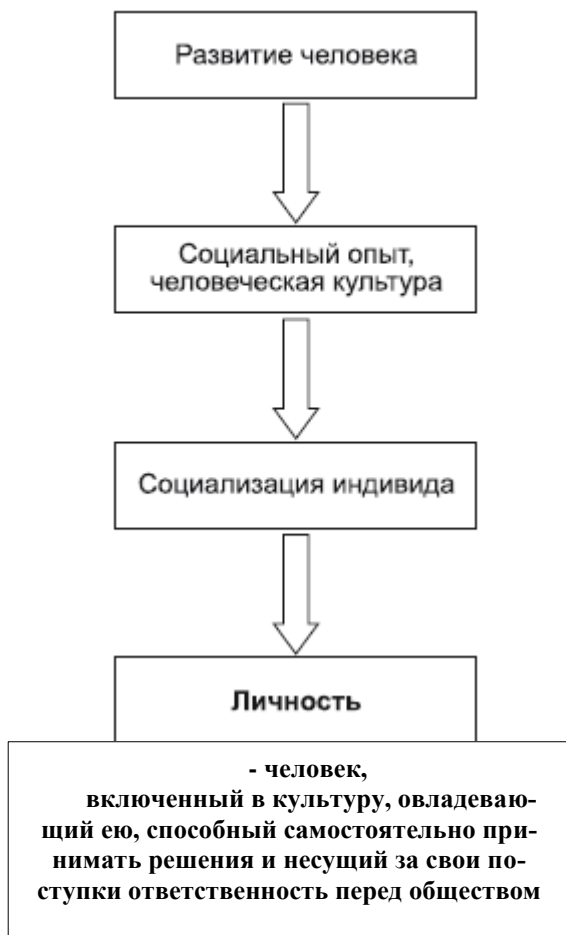 Развитие человека
Социальный опыт,
человеческая культура
Социализация индивида
Личность
- человек,
включенный в культуру, овладеваю-
щий ею, способный самостоятельно при-
нимать решения и несущий за свои по-
ступки ответственность перед обществом